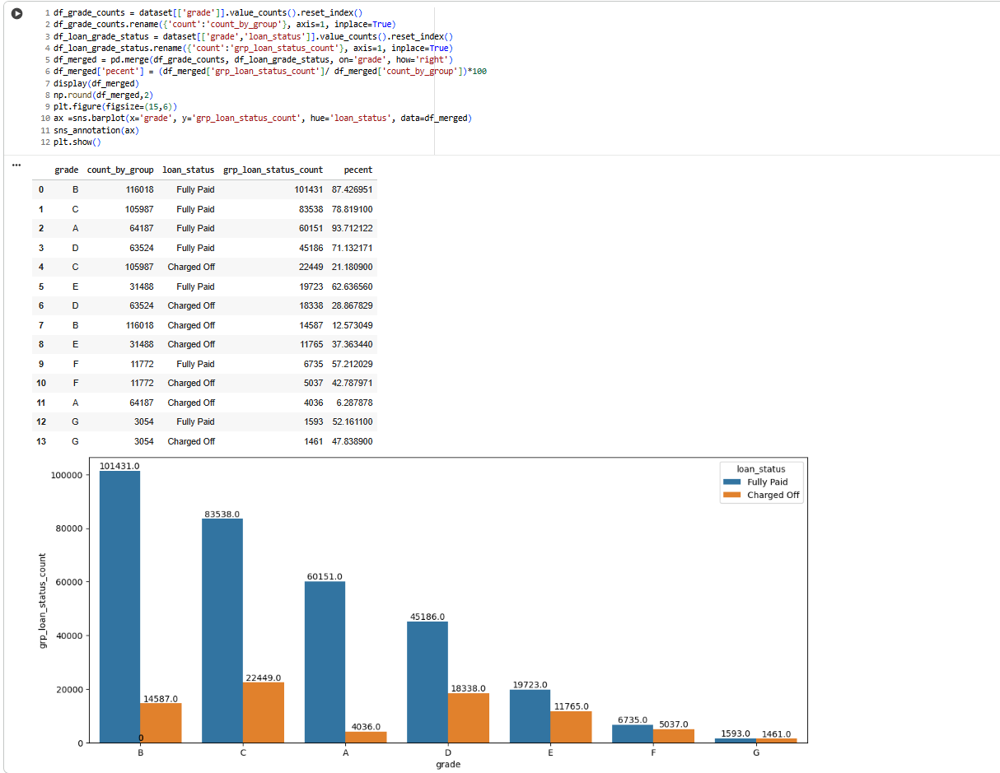 1 df_grade_counts = dataset[['grade']].value_counts().reset_index()
2 df_grade_counts.rename({'count':'count_by_group'}, axis=1, inplace=True)
3 df_loan_grade_status = dataset[['grade','loan_status']].value_counts().reset_index()
4 df_loan_grade_status.rename({'count':'grp_loan_status_count'}, axis=1, inplace=True)
5 df_merged = pd.merge(df_grade_counts, df_loan_grade_status, on='grade', how='right')
6 df_merged['pecent'] = (df_merged['grp_loan_status_count']/ df_merged['count_by_group'])*100
7 display(df_merged)
8 np.round(df_merged,2)
9 plt.figure(figsize=(15,6))
10 ax =sns.barplot(x='grade', y='grp_loan_status_count', hue='loan_status', data=df_merged)
11 sns_annotation(ax)
12 plt.show()
grade count_by_group loan_status grp_loan_status_count pecent
0 B 116018 Fully Paid 101431 87.426951
1 C 105987 Fully Paid 83538 78.819100
2 A 64187 Fully Paid 60151 93.712122
3 D 63524 Fully Paid 45186 71.132171
4 C 105987 Charged Off 22449 21.180900
5 E 31488 Fully Paid 19723 62.636560
6 D 63524 Charged Off 18338 28.867829
7 B 116018 Charged Off 14587 12.573049
8 E 31488 Charged Off 11765 37.363440
9 F 11772 Fully Paid 6735 57.212029
10 F 11772 Charged Off 5037 42.787971
11 A 64187 Charged Off 4036 6.287878
12 G 3054 Fully Paid 1593 52.161100
13 G 3054 Charged Off 1461 47.838900
loan_status
Fully Paid
Charged Off
grp_loan_status_count
100000
80000
60000
40000
20000
0
101431.0
83538.0
60151.0
45186.0
19723.0
6735.0
1593.0
14587.0
22449.0
4036.0
18338.0
11765.0
5037.0
1461.0
0
B C A D E F G
grade